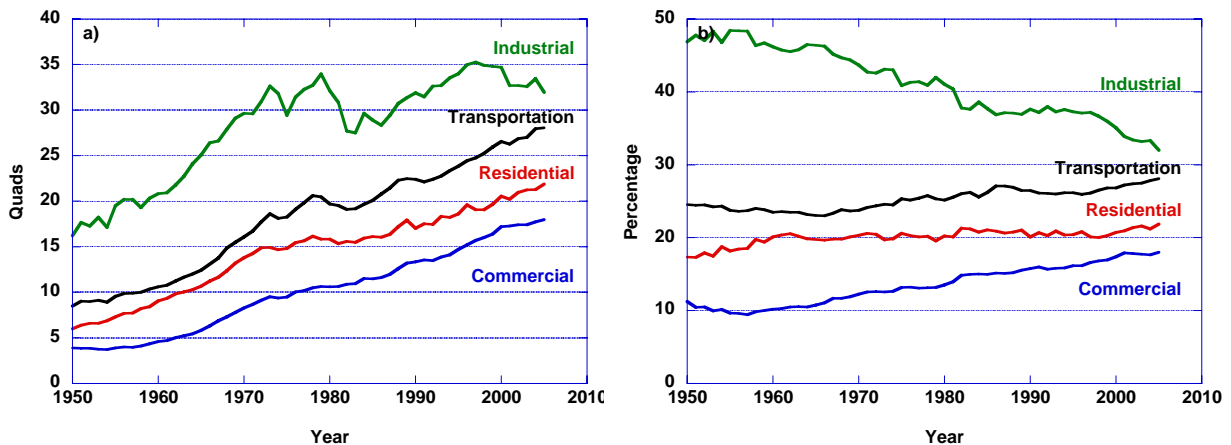 a)
Quads
40
35
30
25
20
15
10
5
0
Industrial
Transportation
Residential
Commercial
1950 1960 1970 1980 1990 2000 2010
Year
b)
Percentage
50
40
30
20
10
0
Industrial
Transportation
Residential
Commercial
1950 1960 1970 1980 1990 2000 2010
Year